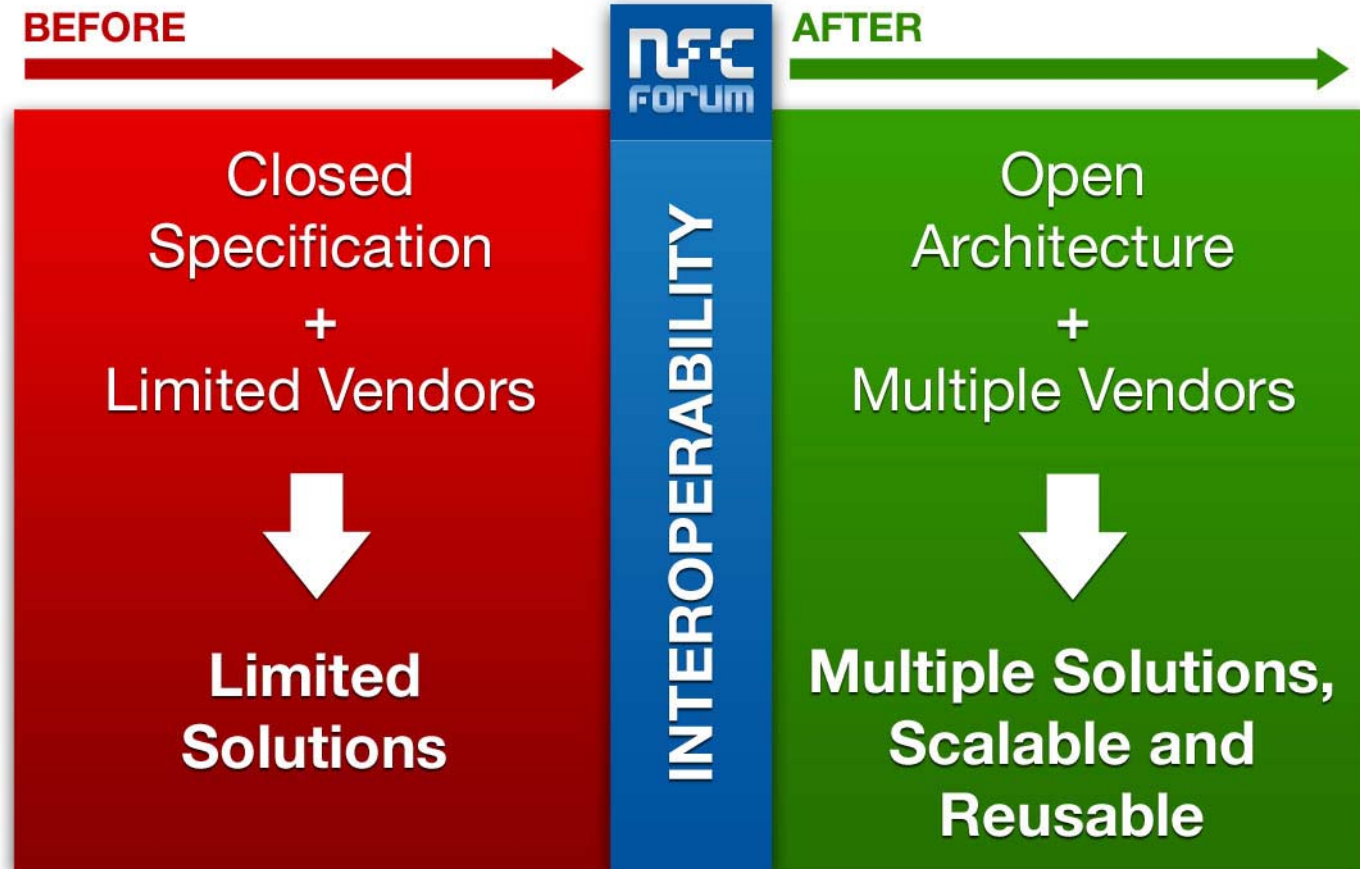 BEFORE
Closed
Specification
+
Limited Vendors
Limited
Solutions
NFC
FORUM
INTEROPERABILITY
AFTER
Open
Architecture
+
Multiple Vendors
Multiple Solutions,
Scalable and
Reusable